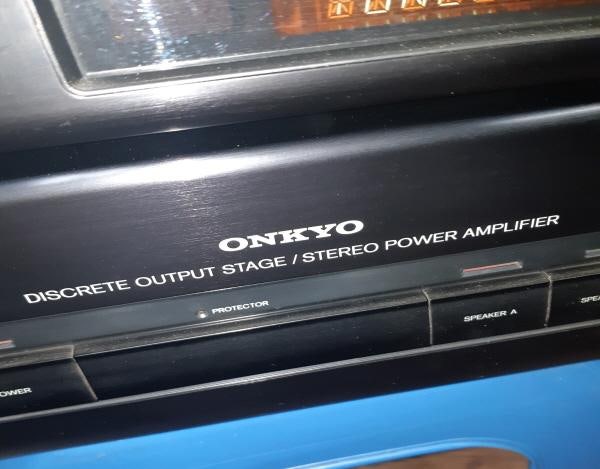 ONKYO
DISCRETE OUTPUT STAGE / STEREO POWER AMPLIFIER
PROTECTOR
SPEAKER A